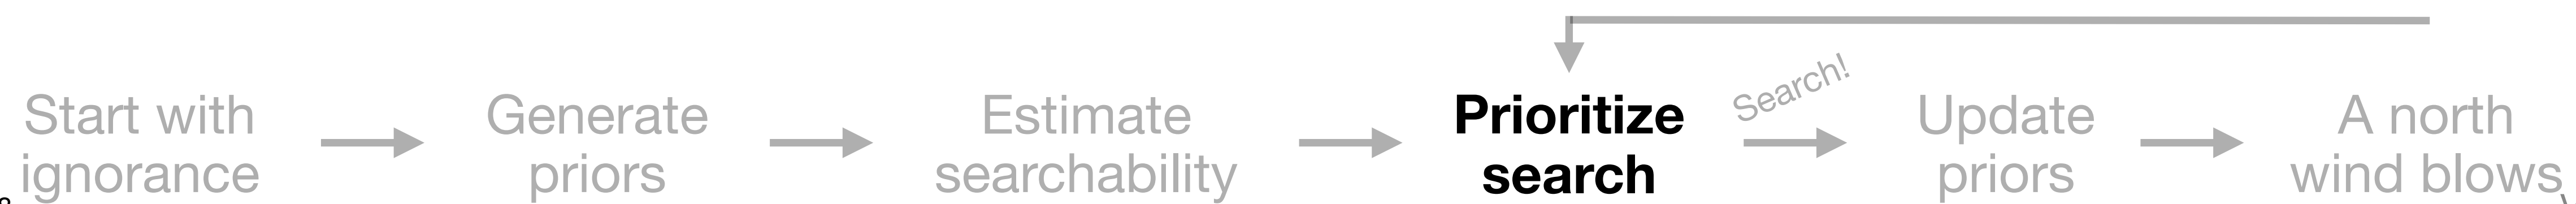 Start with
ignorance
Generate
priors
Estimate
searchability
Prioritize
search
Search!
Update
priors
A north
wind blows